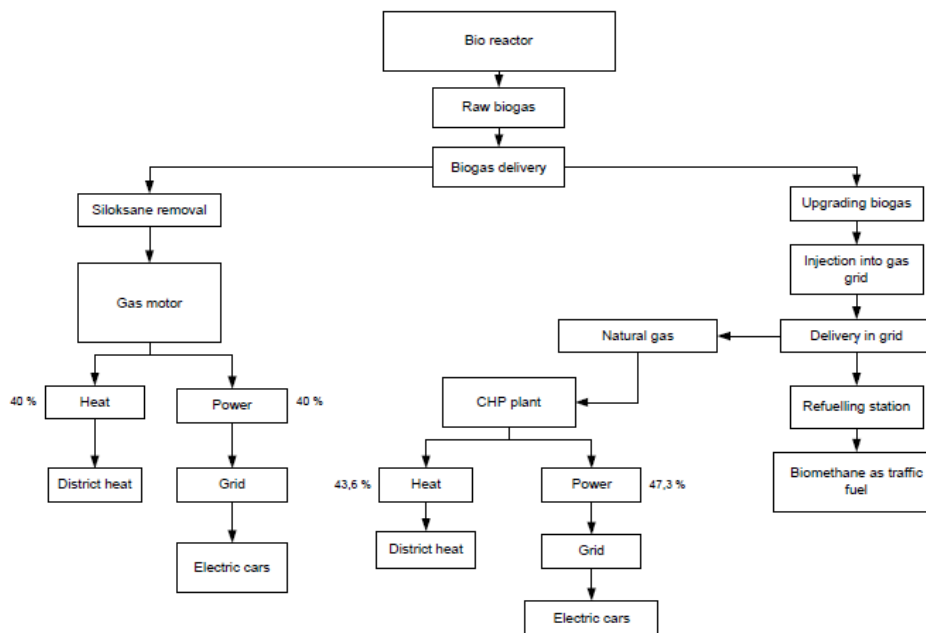 Bio reactor
Raw biogas
Biogas delivery
Siloksane removal
Upgrading biogas
Gas motor
Injection into gas
grid
Natural gas
Delivery in grid
40 %
Heat
Power
40 %
CHP plant
Refuelling station
District heat
Grid
43,6 %
Heat
Power
47,3 %
Biomethane as traffic
fuel
Electric cars
District heat
Grid
Electric cars